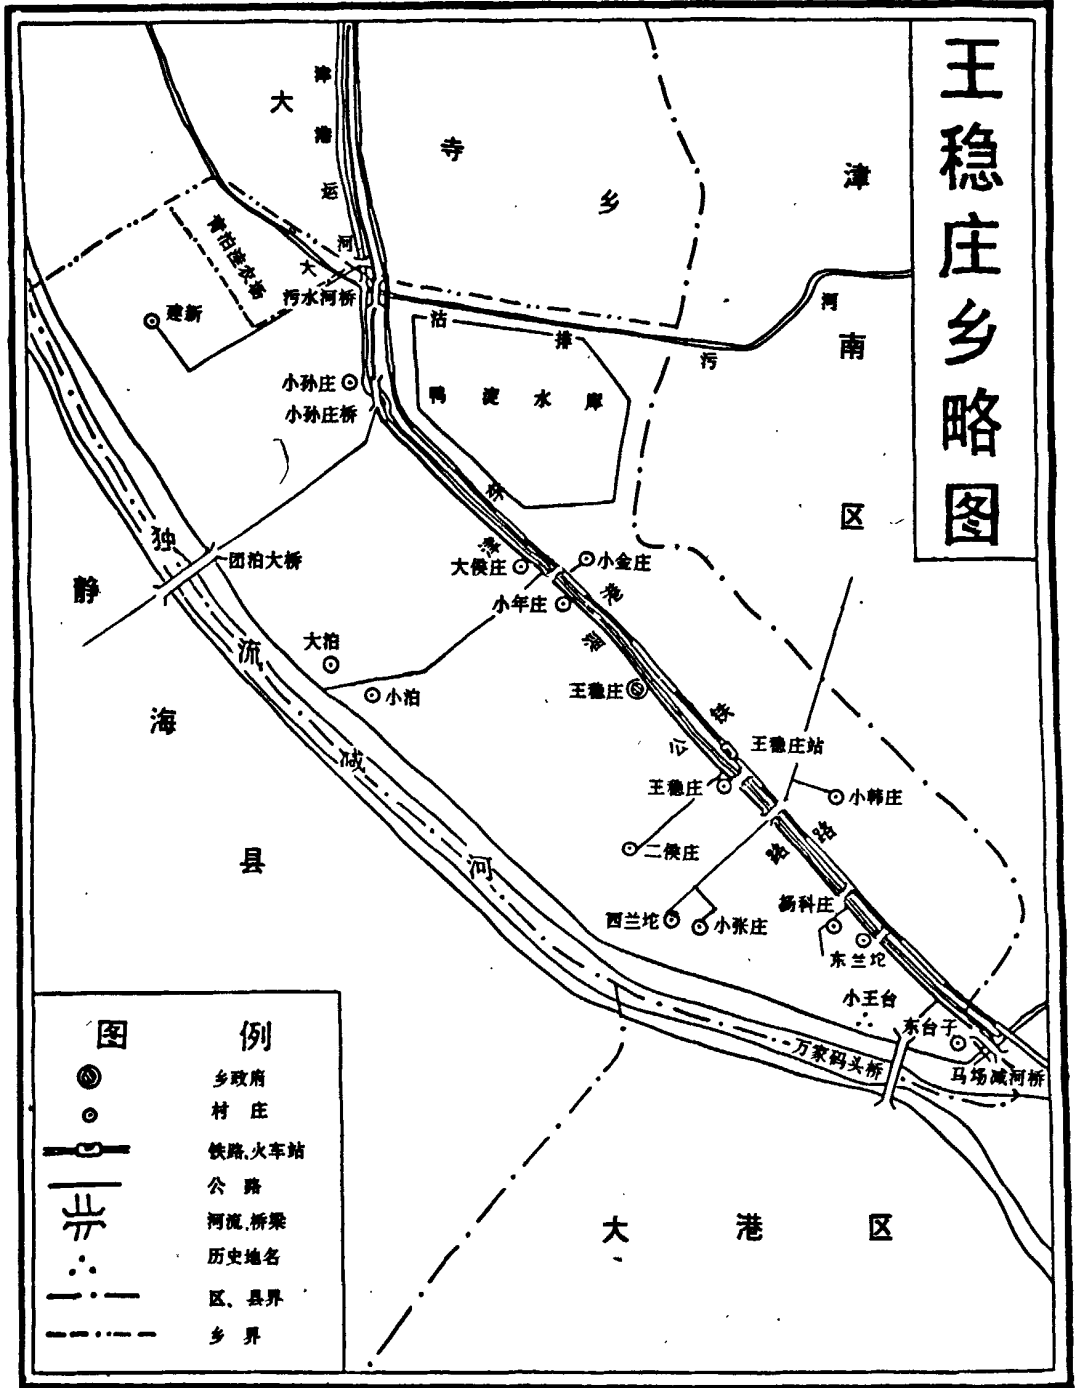 王稳庄乡略图
大寺乡
津南区
津港运河
青泊洼农场
建新
大沽排污河
污水河桥
小孙庄
小孙庄桥
鸭淀水库
独流减河
静海县
团泊大桥
大侯庄
小金庄
小年庄
大泊
小泊
王稳庄
王稳庄站
王稳庄
小韩庄
二侯庄
西兰坨
小张庄
杨科庄
东兰坨
小王台
东台子
万家码头桥
马场减河桥
港
铁路
公路
大港区
图例
乡政府
村庄
铁路、火车站
公路
河流、桥梁
历史地名
区、县界
乡界